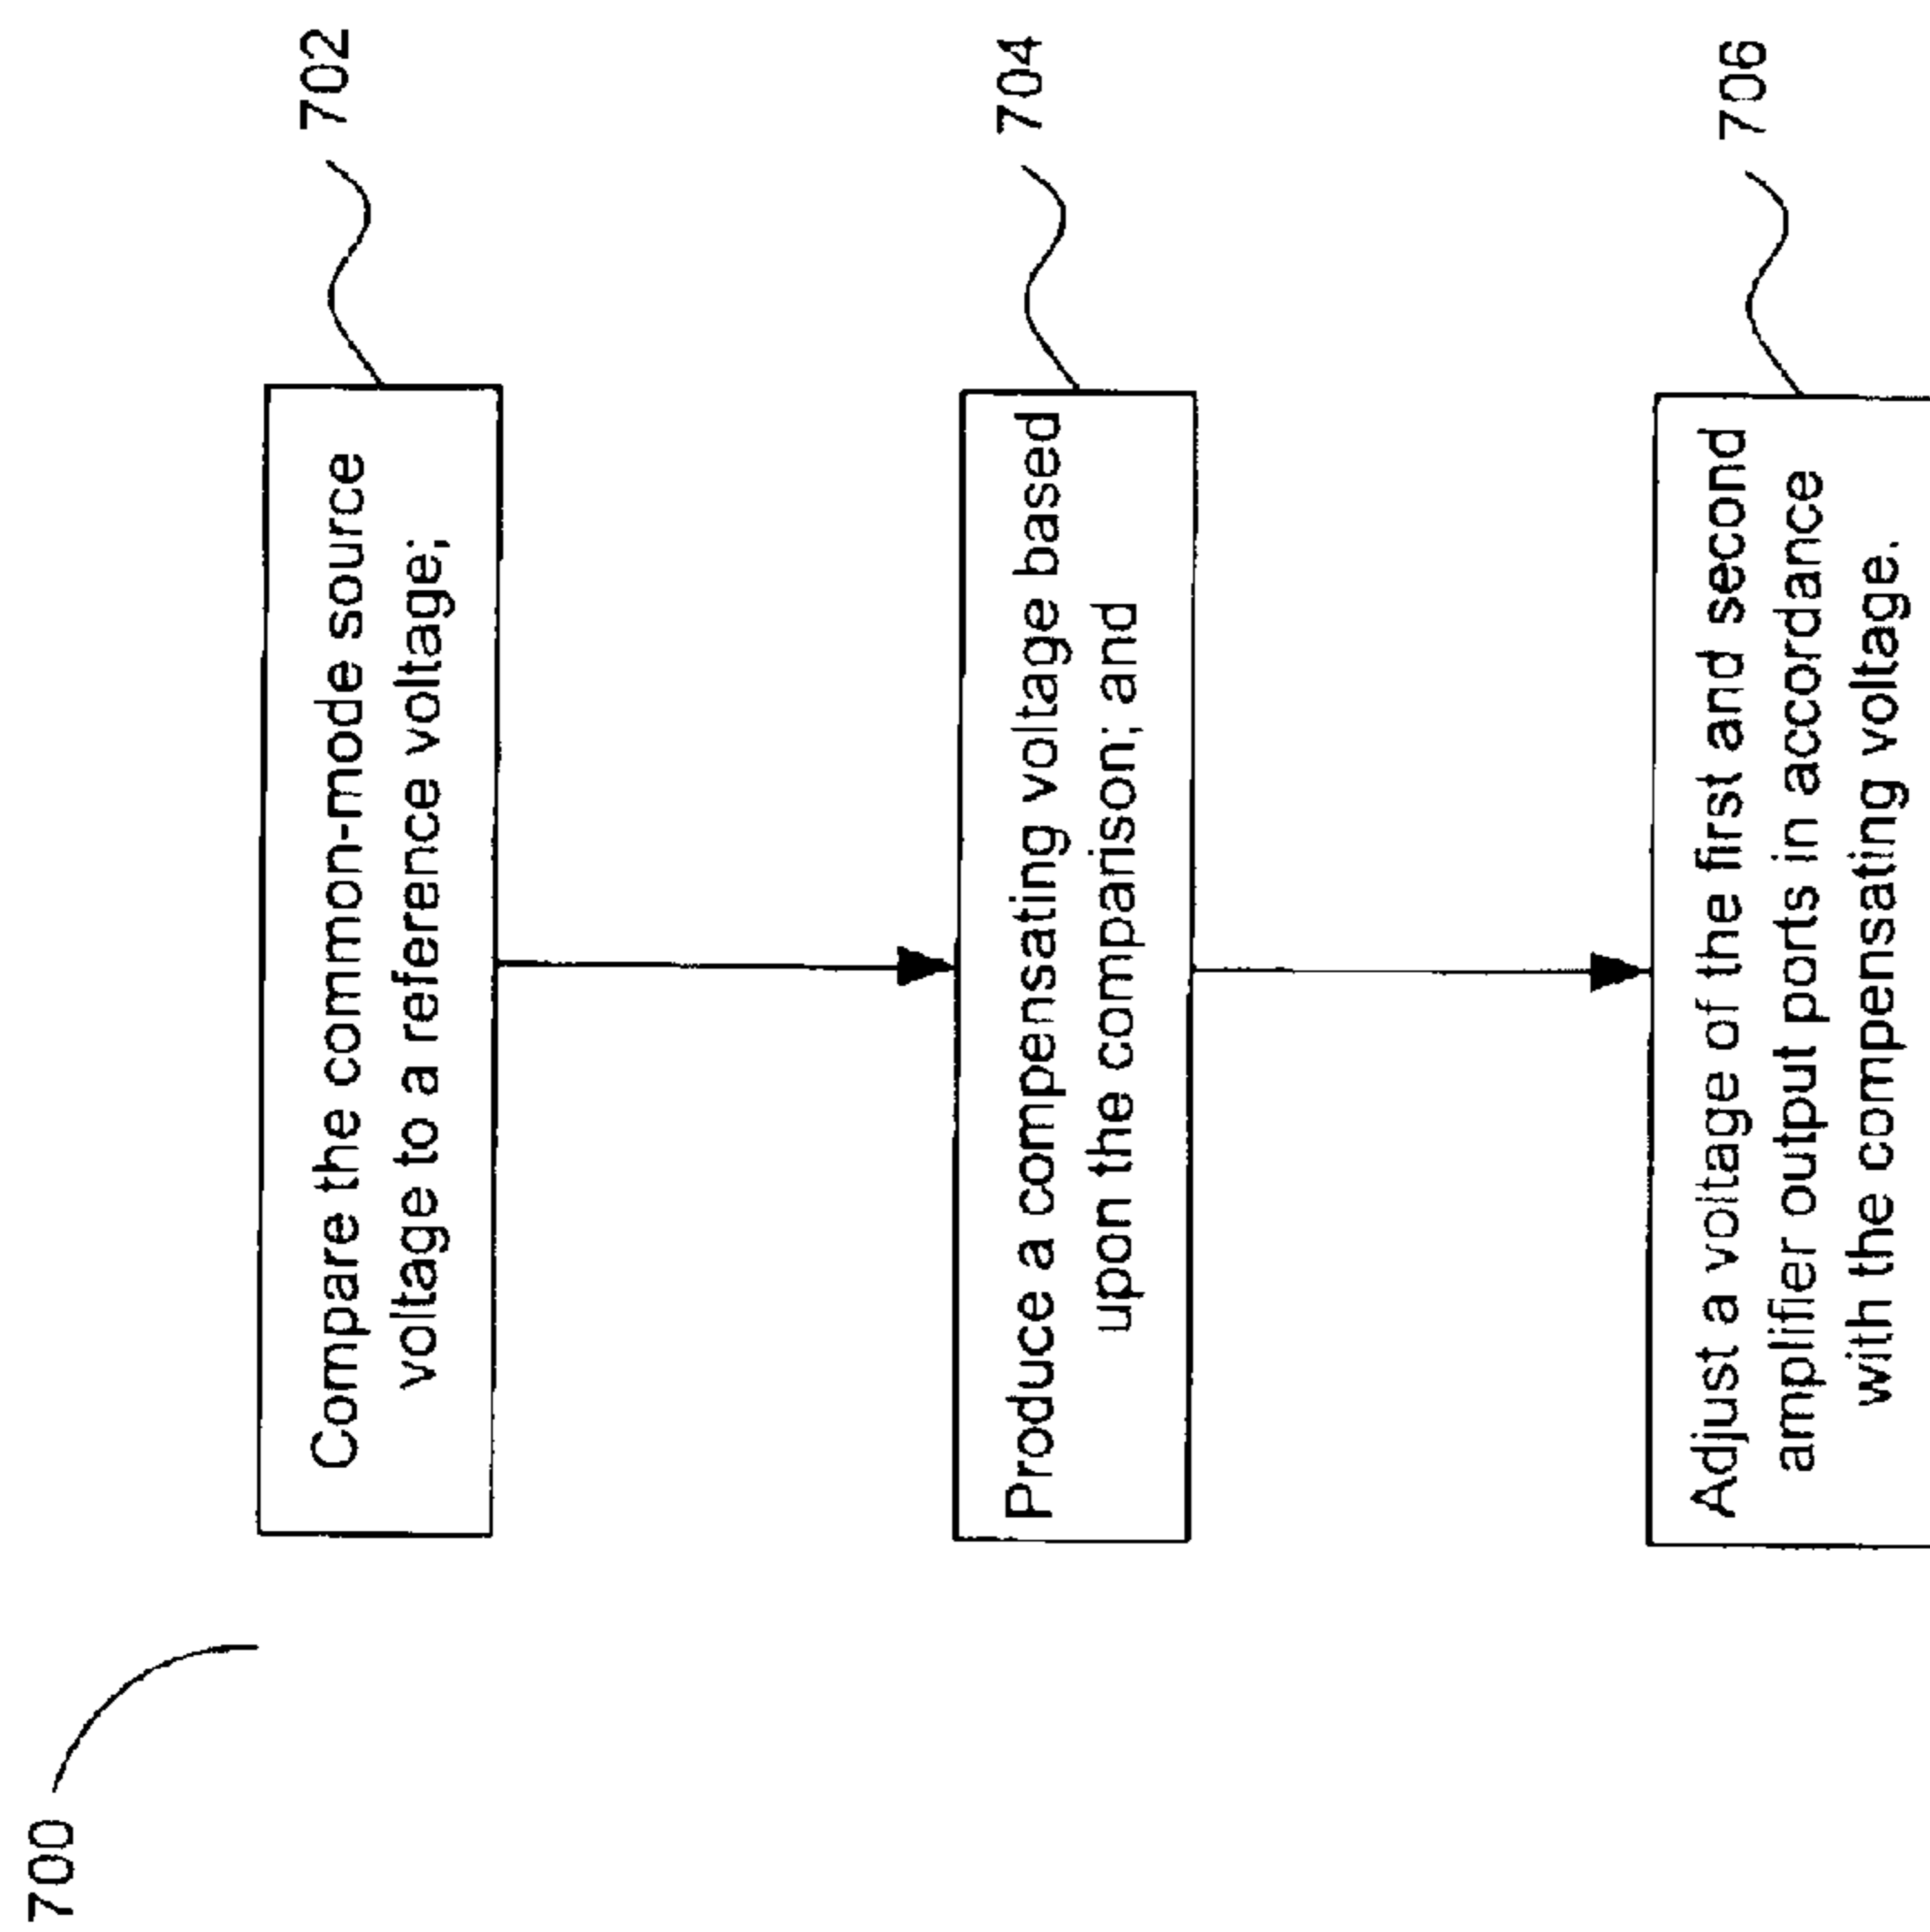 700
Compare the common-mode source
voltage to a reference voltage;
702
Produce a compensating voltage based
upon the comparison; and
704
Adjust a voltage of the first and second
amplifier output ports in accordance
with the compensating voltage.
706